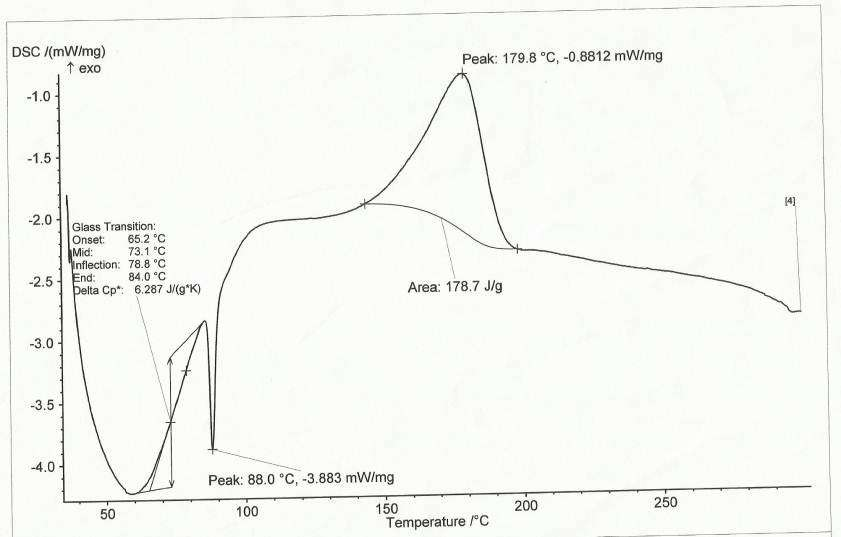 DSC /(mW/mg)
↑ exo
Peak: 179.8 °C, -0.8812 mW/mg
-1.0
-1.5
[4]
-2.0
Glass Transition:
Onset: 65.2 °C
Mid: 73.1 °C
Inflection: 78.8 °C
End: 84.0 °C
Delta Cp*: 6.287 J/(g*K)
-2.5
Area: 178.7 J/g
-3.0
-3.5
-4.0
Peak: 88.0 °C, -3.883 mW/mg
50 100 150 200 250
Temperature /°C